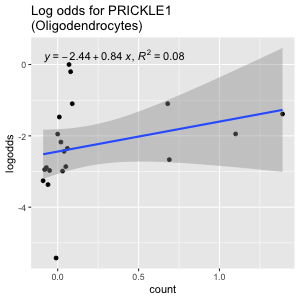 Log odds for PRICKLE1
(Oligodendrocytes)
y = −2.44 + 0.84 x, R² = 0.08
0
-2
-4
logodds
0.0 0.5 1.0
count